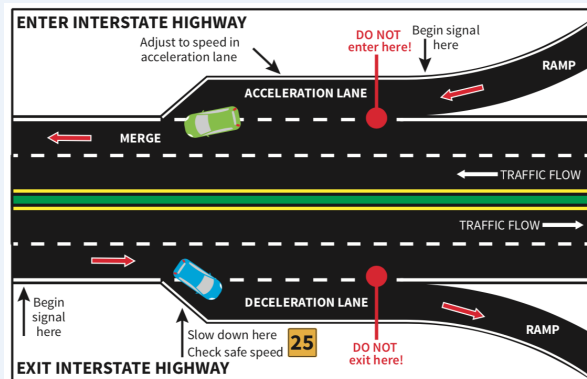 ENTER INTERSTATE HIGHWAY
Adjust to speed in
acceleration lane
DO NOT
enter here!
Begin signal
here
RAMP
ACCELERATION LANE
MERGE
TRAFFIC FLOW
TRAFFIC FLOW
Begin
signal
here
DECELERATION LANE
RAMP
Slow down here
Check safe speed
25
DO NOT
exit here!
EXIT INTERSTATE HIGHWAY